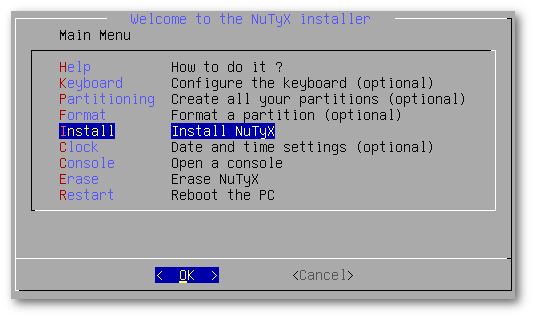 Welcome to the NuTyX installer
Main Menu
Help How to do it ?
Keyboard Configure the keyboard (optional)
Partitioning Create all your partitions (optional)
Format Format a partition (optional)
Install Install NuTyX
Clock Date and time settings (optional)
Console Open a console
Erase Erase NuTyX
Restart Reboot the PC
< OK > <Cancel>